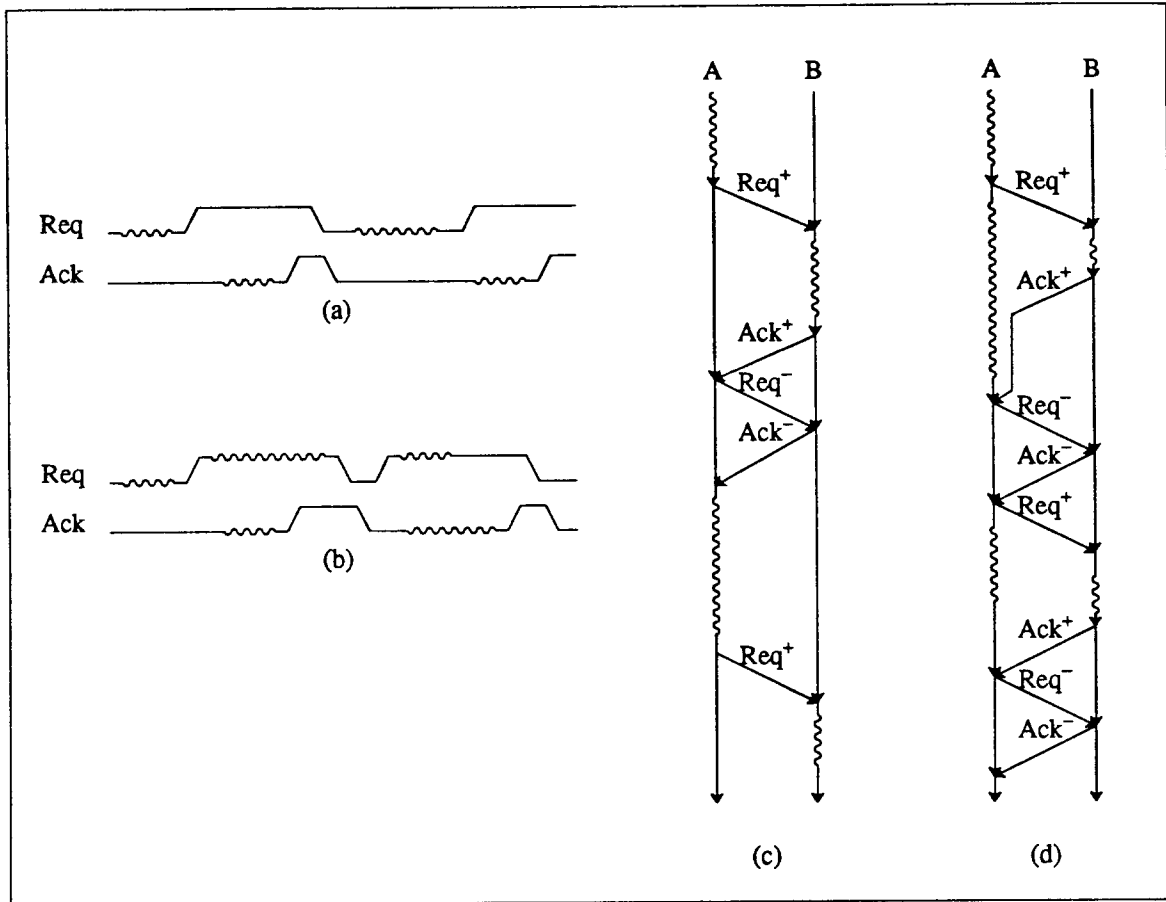 Req
Ack
(a)
Req
Ack
(b)
A B
Req⁺
Ack⁺
Req⁻
Ack⁻
Req⁺
(c)
A B
Req⁺
Ack⁺
Req⁻
Ack⁻
Req⁺
Ack⁺
Req⁻
Ack⁻
(d)